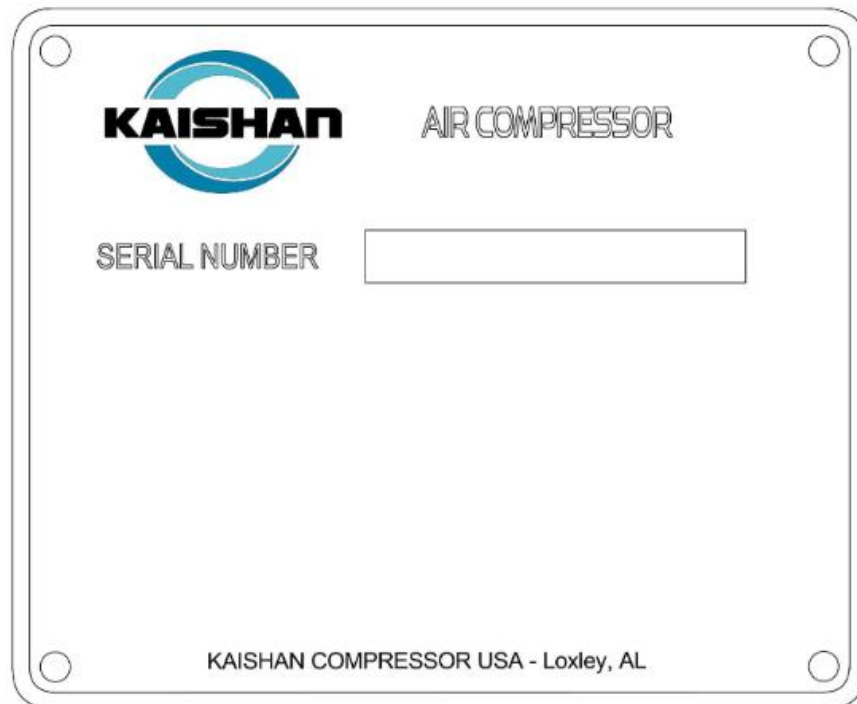 KAISHAN AIR COMPRESSOR
SERIAL NUMBER
KAISHAN COMPRESSOR USA - Loxley, AL